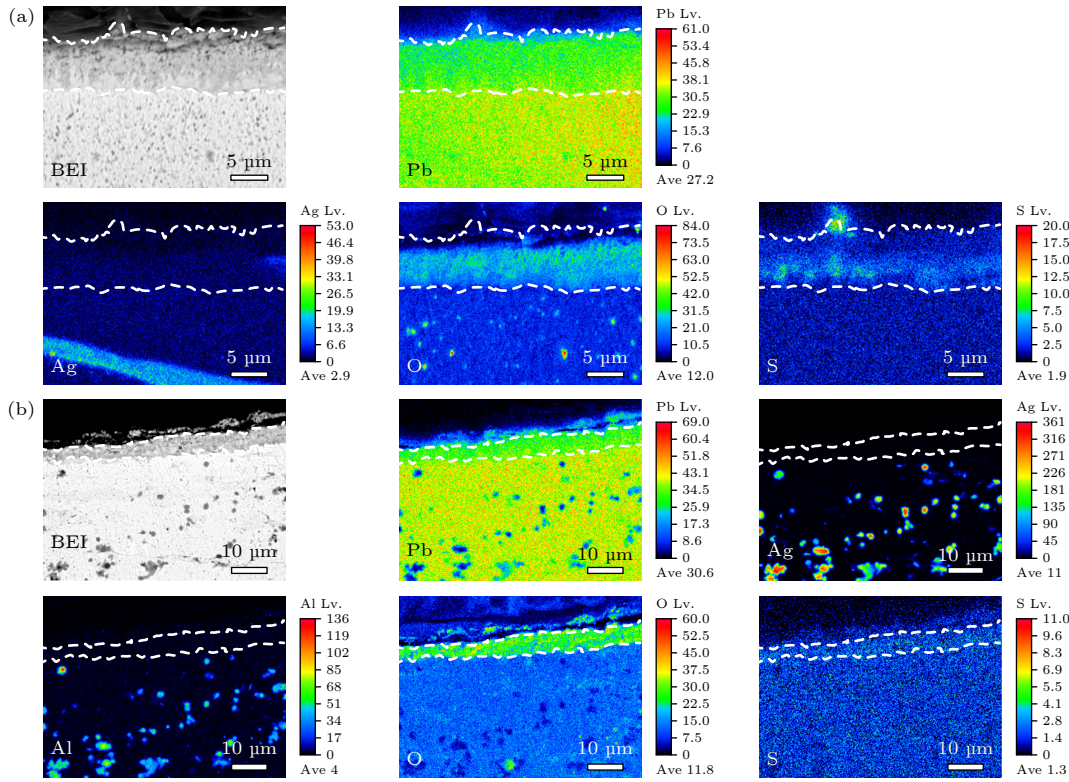 (a)
BEI
5 µm
Pb
5 µm
Pb Lv.
61.0
53.4
45.8
38.1
30.5
22.9
15.3
7.6
0
Ave 27.2
Ag
5 µm
Ag Lv.
53.0
46.4
39.8
33.1
26.5
19.9
13.3
6.6
0
Ave 2.9
O
5 µm
O Lv.
84.0
73.5
63.0
52.5
42.0
31.5
21.0
10.5
0
Ave 12.0
S
5 µm
S Lv.
20.0
17.5
15.0
12.5
10.0
7.5
5.0
2.5
0
Ave 1.9
(b)
BEI
10 µm
Pb
10 µm
Pb Lv.
69.0
60.4
51.8
43.1
34.5
25.9
17.3
8.6
0
Ave 30.6
Ag
10 µm
Ag Lv.
361
316
271
226
181
135
90
45
0
Ave 11
Al
10 µm
Al Lv.
136
119
102
85
68
51
34
17
0
Ave 4
O
10 µm
O Lv.
60.0
52.5
45.0
37.5
30.0
22.5
15.0
7.5
0
Ave 11.8
S
10 µm
S Lv.
11.0
9.6
8.3
6.9
5.5
4.1
2.8
1.4
0
Ave 1.3